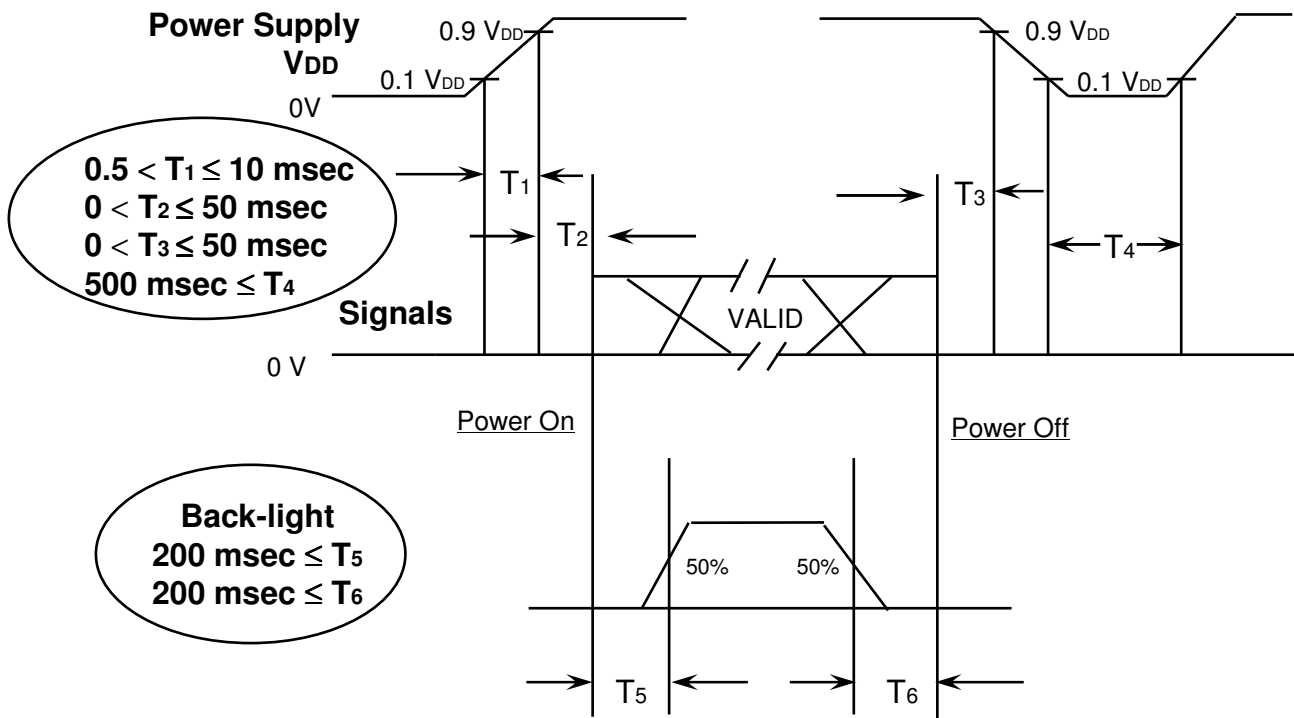 Power Supply
VDD
0.9 VDD
0.1 VDD
0V
0.9 VDD
0.1 VDD
0.5 < T1 ≤ 10 msec
0 < T2 ≤ 50 msec
0 < T3 ≤ 50 msec
500 msec ≤ T4
T1
T2
T3
T4
Signals
VALID
0 V
Power On
Power Off
Back-light
200 msec ≤ T5
200 msec ≤ T6
50%
50%
T5
T6